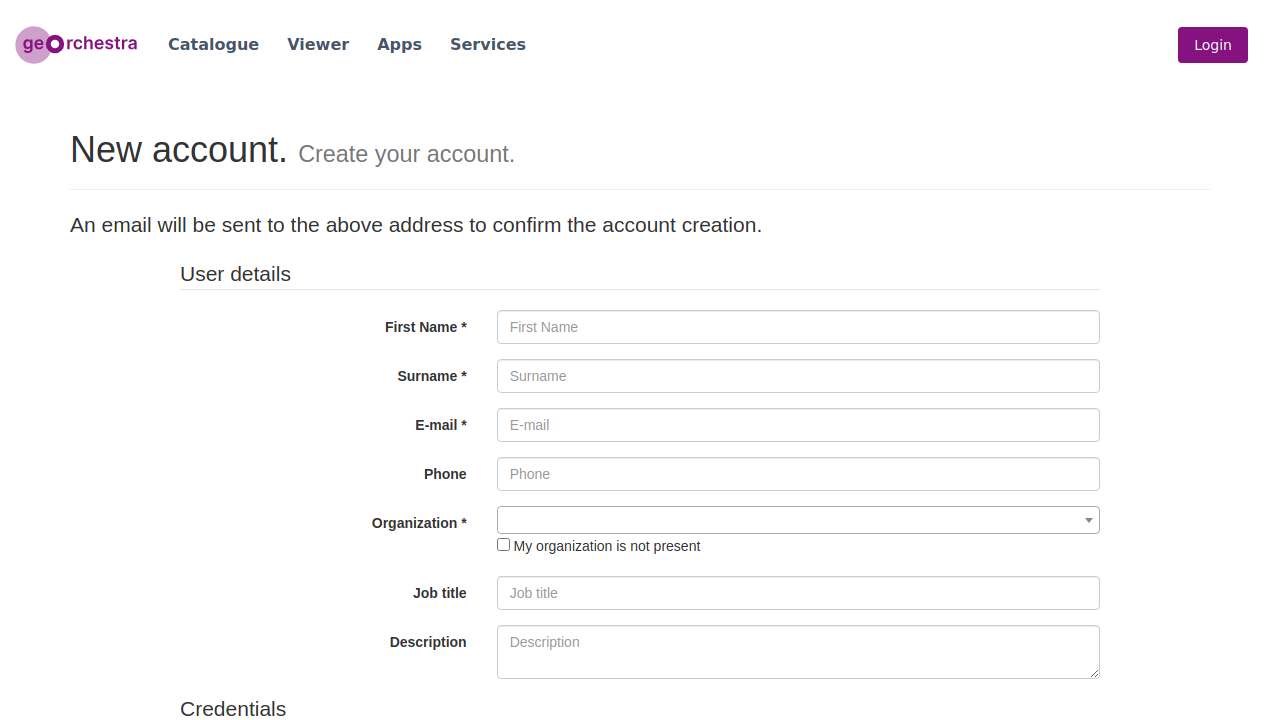 georchestra Catalogue Viewer Apps Services Login
New account. Create your account.
An email will be sent to the above address to confirm the account creation.
User details
First Name * First Name
Surname * Surname
E-mail * E-mail
Phone Phone
Organization *
My organization is not present
Job title Job title
Description Description
Credentials